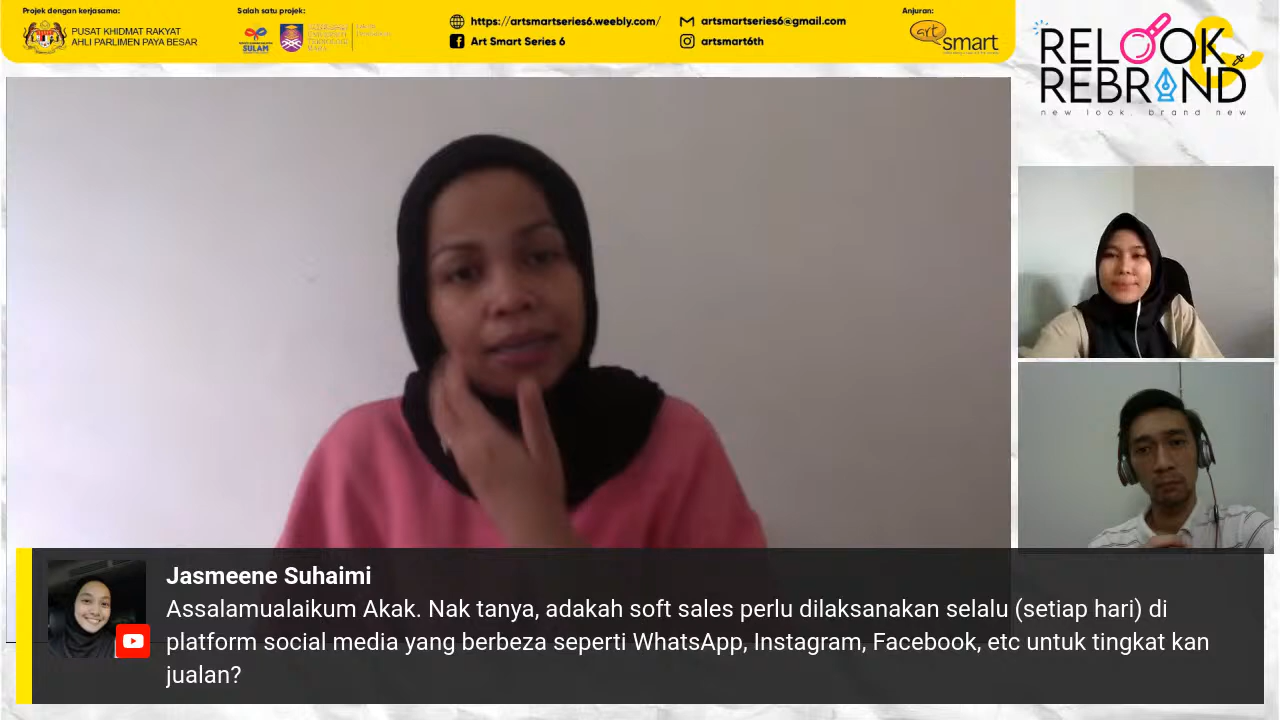 Projek dengan kerjasama:
PUSAT KHIDMAT RAKYAT
AHLI PARLIMEN PAYA BESAR
Salah satu projek:
SULAM
UNIVERSITI
TEKNOLOGI
MARA
https://artsmartseries6.weebly.com/
Art Smart Series 6
artsmartseries6@gmail.com
artsmart6th
Anjuran:
art
smart
RELOOK
REBRAND
new look. brand new
Jasmeene Suhaimi
Assalamualaikum Akak. Nak tanya, adakah soft sales perlu dilaksanakan selalu (setiap hari) di
platform social media yang berbeza seperti WhatsApp, Instagram, Facebook, etc untuk tingkat kan
jualan?